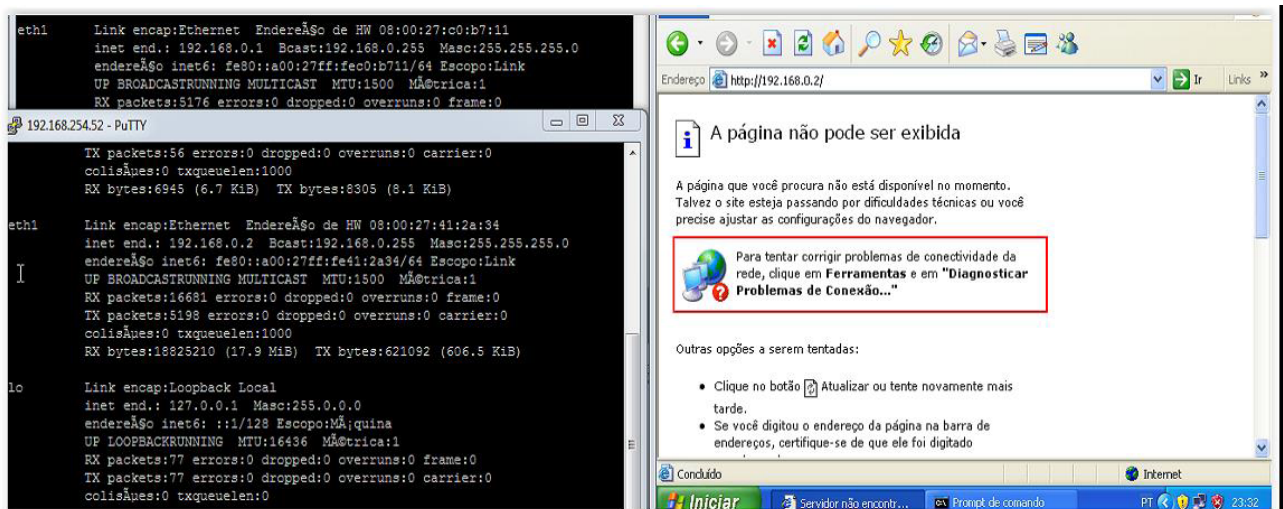 eth1 Link encap:Ethernet EndereÃ§o de HW 08:00:27:c0:b7:11
inet end.: 192.168.0.1 Bcast:192.168.0.255 Masc:255.255.255.0
endereÃ§o inet6: fe80::a00:27ff:fec0:b711/64 Escopo:Link
UP BROADCASTRUNNING MULTICAST MTU:1500 MÃ©trica:1
RX packets:5176 errors:0 dropped:0 overruns:0 frame:0
192.168.254.52 - PuTTY
TX packets:56 errors:0 dropped:0 overruns:0 carrier:0
colisÃµes:0 txqueuelen:1000
RX bytes:6945 (6.7 KiB) TX bytes:8305 (8.1 KiB)
eth1 Link encap:Ethernet EndereÃ§o de HW 08:00:27:41:2a:34
inet end.: 192.168.0.2 Bcast:192.168.0.255 Masc:255.255.255.0
endereÃ§o inet6: fe80::a00:27ff:fe41:2a34/64 Escopo:Link
UP BROADCASTRUNNING MULTICAST MTU:1500 MÃ©trica:1
RX packets:16681 errors:0 dropped:0 overruns:0 frame:0
TX packets:5198 errors:0 dropped:0 overruns:0 carrier:0
colisÃµes:0 txqueuelen:1000
RX bytes:18825210 (17.9 MiB) TX bytes:621092 (606.5 KiB)
lo Link encap:Loopback Local
inet end.: 127.0.0.1 Masc:255.0.0.0
endereÃ§o inet6: ::1/128 Escopo:MÃ¡quina
UP LOOPBACKRUNNING MTU:16436 MÃ©trica:1
RX packets:77 errors:0 dropped:0 overruns:0 frame:0
TX packets:77 errors:0 dropped:0 overruns:0 carrier:0
colisÃµes:0 txqueuelen:0
Endereço http://192.168.0.2/ Ir Links »
A página não pode ser exibida
A página que você procura não está disponível no momento.
Talvez o site esteja passando por dificuldades técnicas ou você
precise ajustar as configurações do navegador.
Para tentar corrigir problemas de conectividade da
rede, clique em Ferramentas e em "Diagnosticar
Problemas de Conexão..."
Outras opções a serem tentadas:
• Clique no botão Atualizar ou tente novamente mais
tarde.
• Se você digitou o endereço da página na barra de
endereços, certifique-se de que ele foi digitado
Concluído Internet
Iniciar Servidor não encontr... Prompt de comando PT 23:32